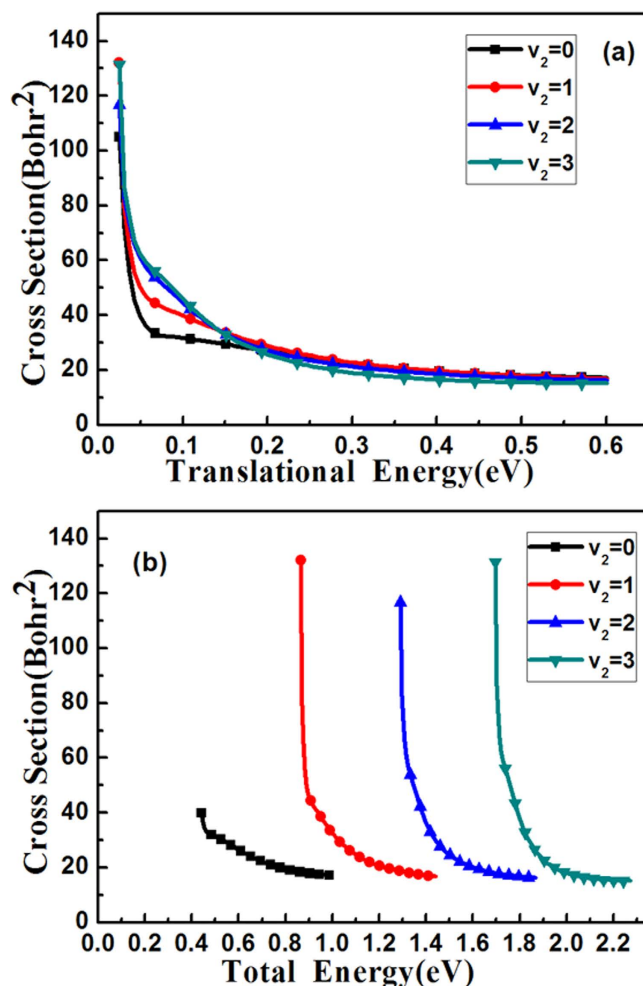 140
120
100
80
60
40
20
0
Cross Section(Bohr²)
v₂=0
v₂=1
v₂=2
v₂=3
(a)
0.0 0.1 0.2 0.3 0.4 0.5 0.6
Translational Energy(eV)
140
120
100
80
60
40
20
0
Cross Section(Bohr²)
(b)
v₂=0
v₂=1
v₂=2
v₂=3
0.0 0.2 0.4 0.6 0.8 1.0 1.2 1.4 1.6 1.8 2.0 2.2
Total Energy(eV)